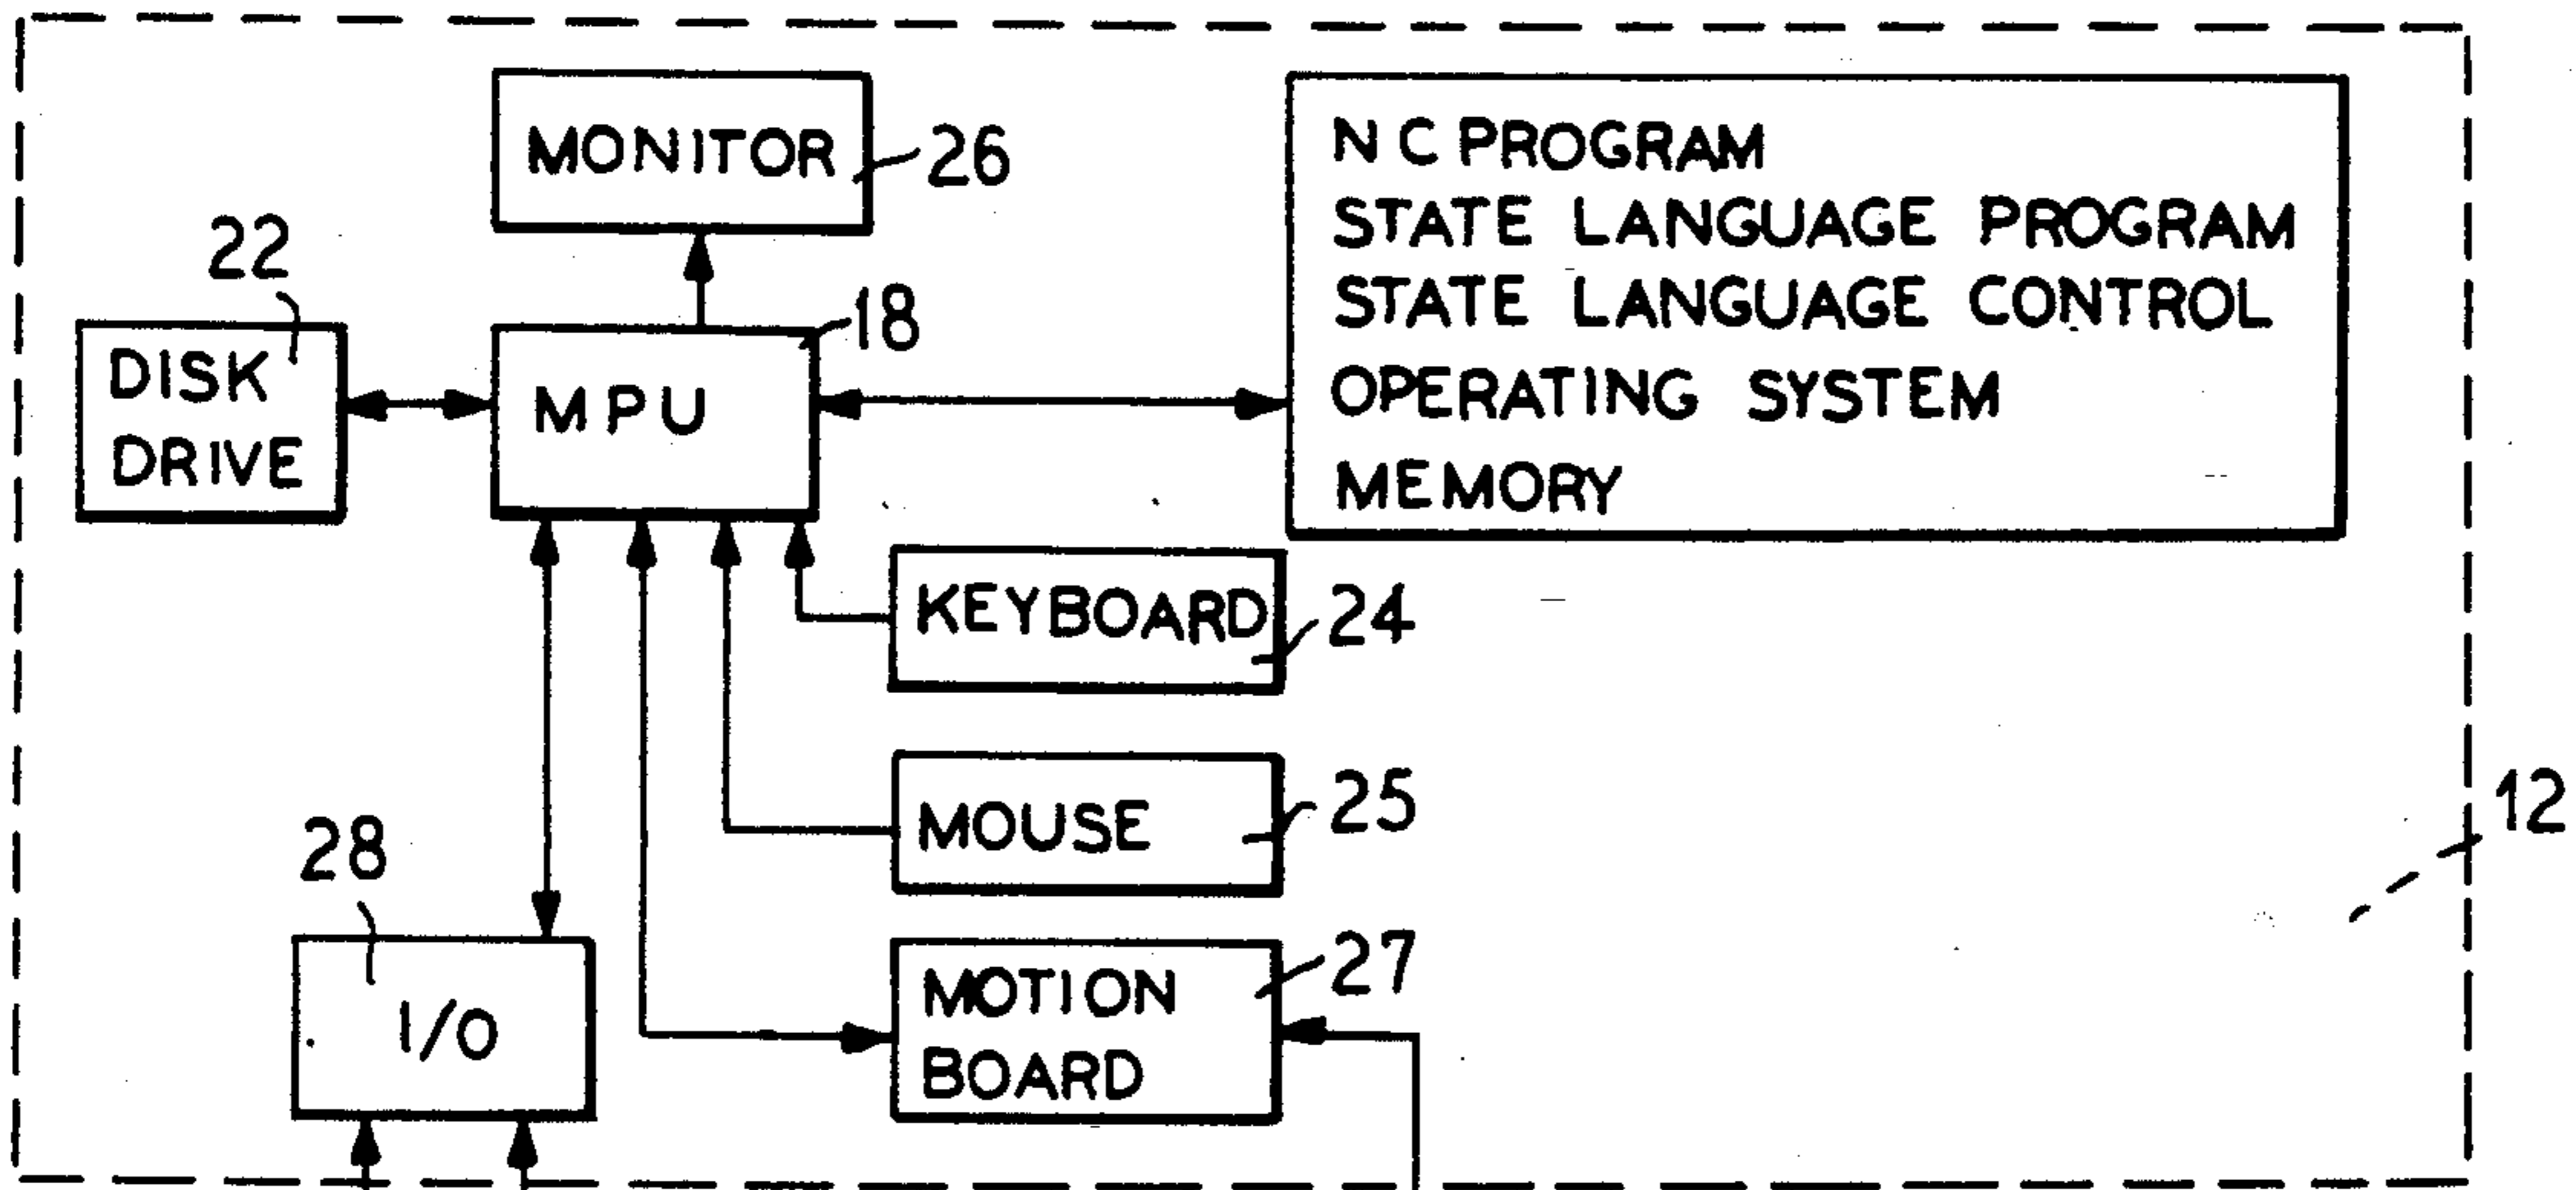 MONITOR
26
NC PROGRAM
STATE LANGUAGE PROGRAM
STATE LANGUAGE CONTROL
OPERATING SYSTEM
MEMORY
22
18
DISK
DRIVE
MPU
KEYBOARD
24
MOUSE
25
12
28
I/O
MOTION
BOARD
27